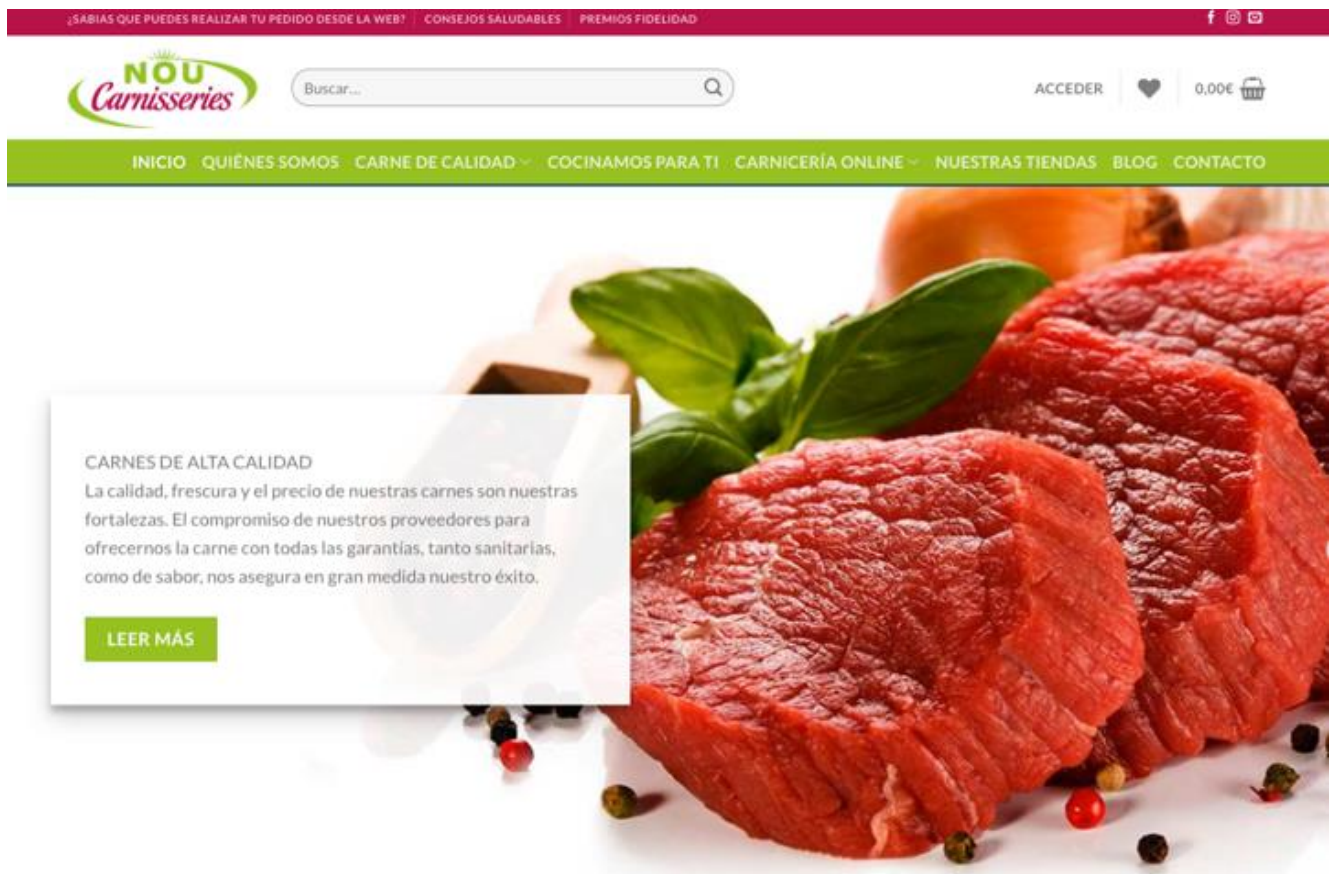 ¿SABIAS QUE PUEDES REALIZAR TU PEDIDO DESDE LA WEB? CONSEJOS SALUDABLES PREMIOS FIDELIDAD
NOU
Carnisseries
Buscar...
ACCEDER
0,00€
INICIO QUIÉNES SOMOS CARNE DE CALIDAD COCINAMOS PARA TI CARNICERÍA ONLINE NUESTRAS TIENDAS BLOG CONTACTO
CARNES DE ALTA CALIDAD
La calidad, frescura y el precio de nuestras carnes son nuestras
fortalezas. El compromiso de nuestros proveedores para
ofrecernos la carne con todas las garantías, tanto sanitarias,
como de sabor, nos asegura en gran medida nuestro éxito.
LEER MÁS